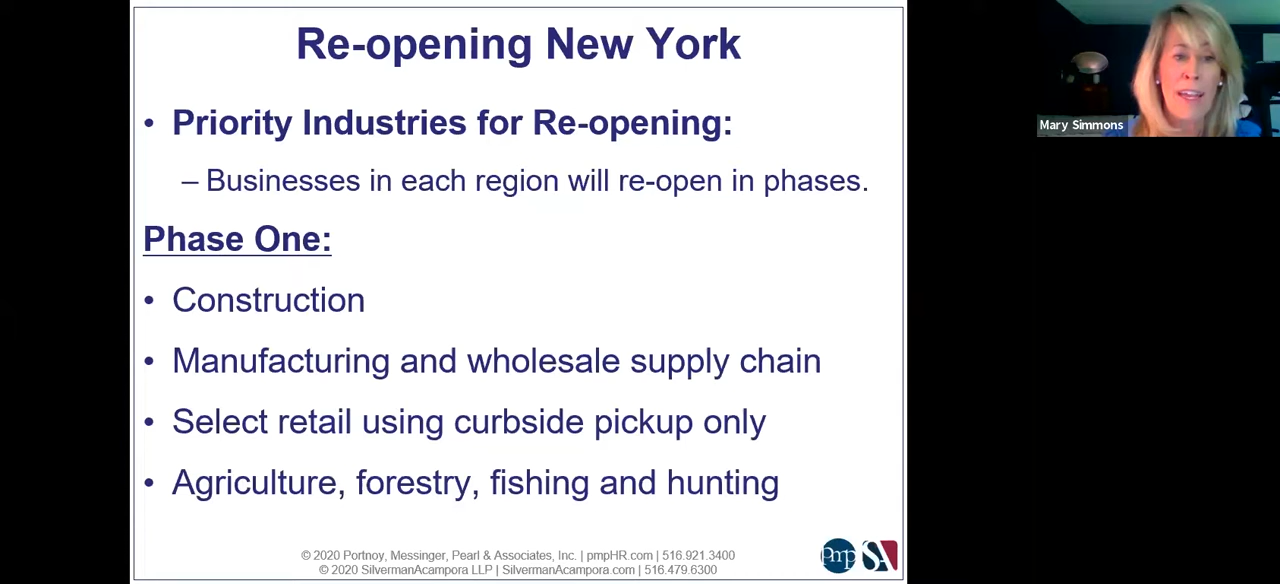 Re-opening New York
• Priority Industries for Re-opening:
– Businesses in each region will re-open in phases.
Phase One:
• Construction
• Manufacturing and wholesale supply chain
• Select retail using curbside pickup only
• Agriculture, forestry, fishing and hunting
© 2020 Portnoy, Messinger, Pearl & Associates, Inc. | pmpHR.com | 516.921.3400
© 2020 SilvermanAcampora LLP | SilvermanAcampora.com | 516.479.6300
pmp SA
Mary Simmons